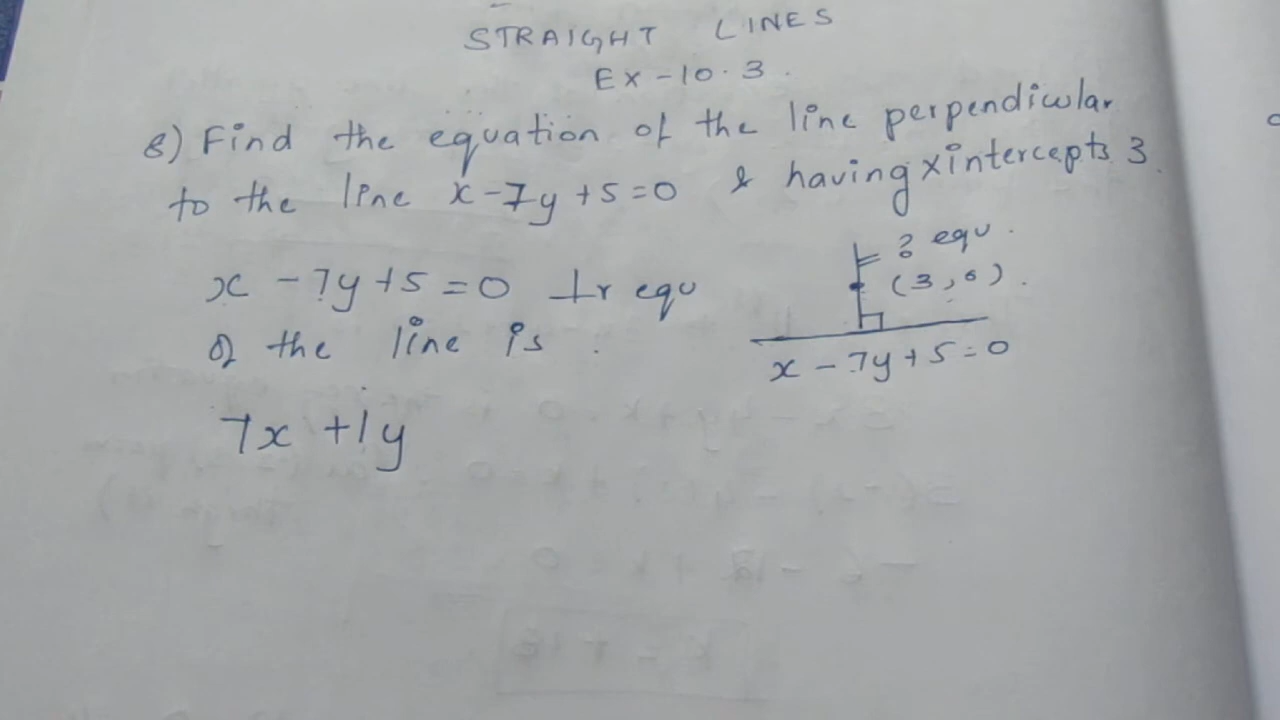 STRAIGHT LINES
EX-10.3.
8) Find the equation of the line perpendicular
to the line x-7y+5=0 & having x intercepts 3.
x -7y+5=0 ⊥r equ
of the line is.
7x +1y
? equ.
(3,0).
x - 7y+5=0